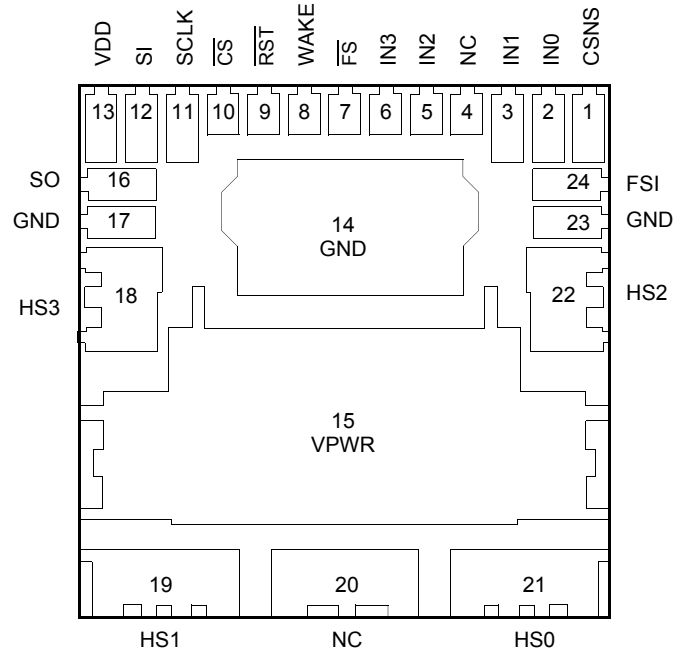 VDD SI SCLK CS RST WAKE FS IN3 IN2 NC IN1 IN0 CSNS
13 12 11 10 9 8 7 6 5 4 3 2 1
SO 16 24 FSI
GND 17 14 23 GND
GND
HS3 18 22 HS2
15
VPWR
19 20 21
HS1 NC HS0